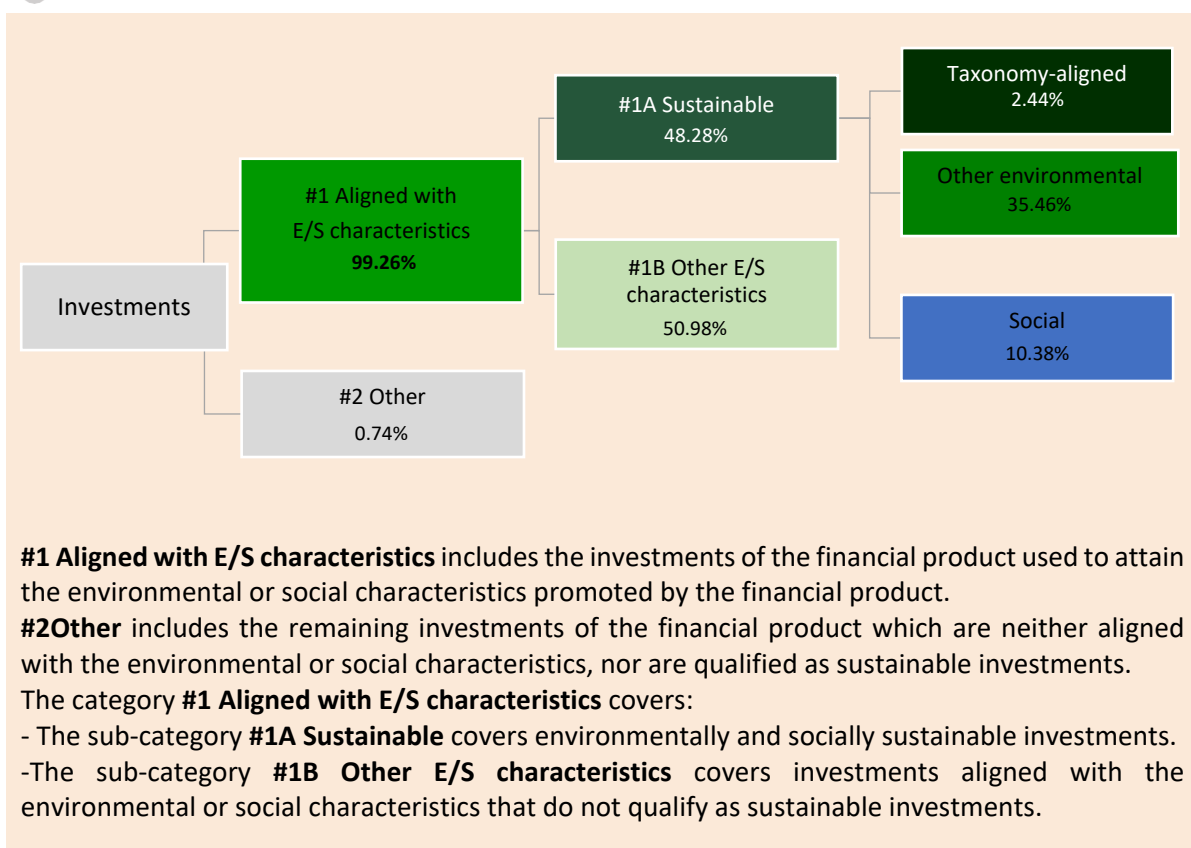 Investments
#1 Aligned with
E/S characteristics
99.26%
#2 Other
0.74%
#1A Sustainable
48.28%
#1B Other E/S
characteristics
50.98%
Taxonomy-aligned
2.44%
Other environmental
35.46%
Social
10.38%
#1 Aligned with E/S characteristics includes the investments of the financial product used to attain
the environmental or social characteristics promoted by the financial product.
#2Other includes the remaining investments of the financial product which are neither aligned
with the environmental or social characteristics, nor are qualified as sustainable investments.
The category #1 Aligned with E/S characteristics covers:
- The sub-category #1A Sustainable covers environmentally and socially sustainable investments.
-The sub-category #1B Other E/S characteristics covers investments aligned with the
environmental or social characteristics that do not qualify as sustainable investments.